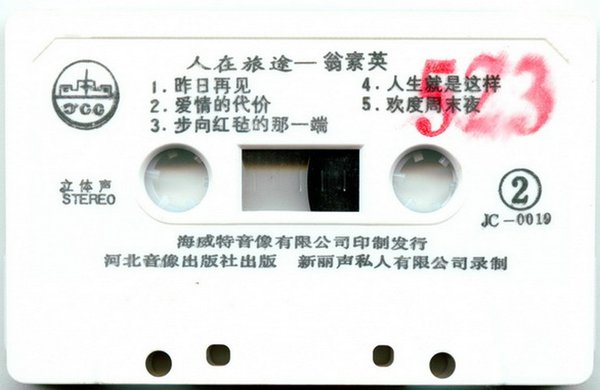 人在旅途—翁素英
1.昨日再见
2.爱情的代价
3.步向红毡的那一端
4.人生就是这样
5.欢度周末夜
523
JCC
立体声
STEREO
②
JC-0019
海威特音像有限公司印制发行
河北音像出版社出版 新丽声私人有限公司录制